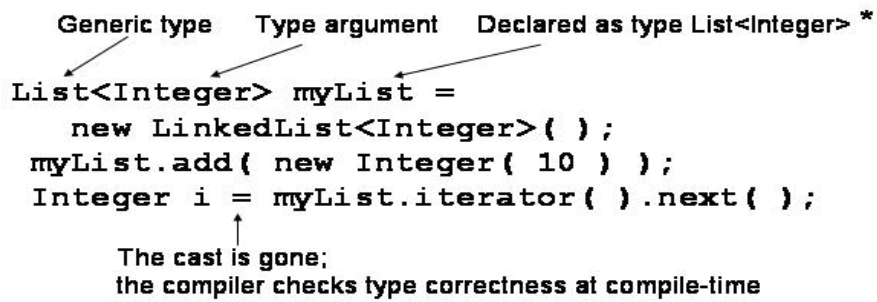 Generic type Type argument Declared as type List<Integer> *
List<Integer> myList =
new LinkedList<Integer>( );
myList.add( new Integer( 10 ) );
Integer i = myList.iterator( ).next( );
The cast is gone;
the compiler checks type correctness at compile-time